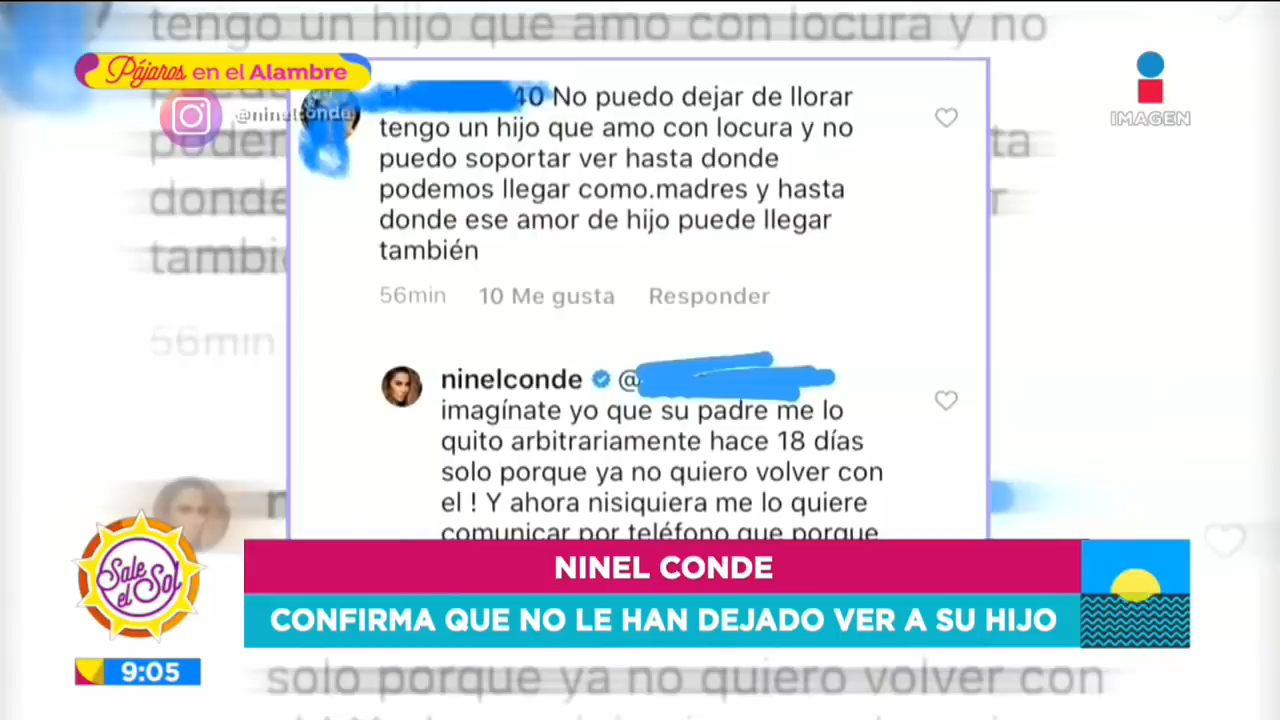 tengo un hijo que amo con locura y no
Pájaros en el Alambre
@ninelconde
IMAGEN
40 No puedo dejar de llorar
tengo un hijo que amo con locura y no
puedo soportar ver hasta donde
podemos llegar como.madres y hasta
donde ese amor de hijo puede llegar
también
56min 10 Me gusta Responder
56min
ninelconde @
imagínate yo que su padre me lo
quito arbitrariamente hace 18 días
solo porque ya no quiero volver con
el ! Y ahora nisiquiera me lo quiere
comunicar por teléfono que porque
NINEL CONDE
CONFIRMA QUE NO LE HAN DEJADO VER A SU HIJO
Sale el Sol
9:05
solo porque ya no quiero volver con